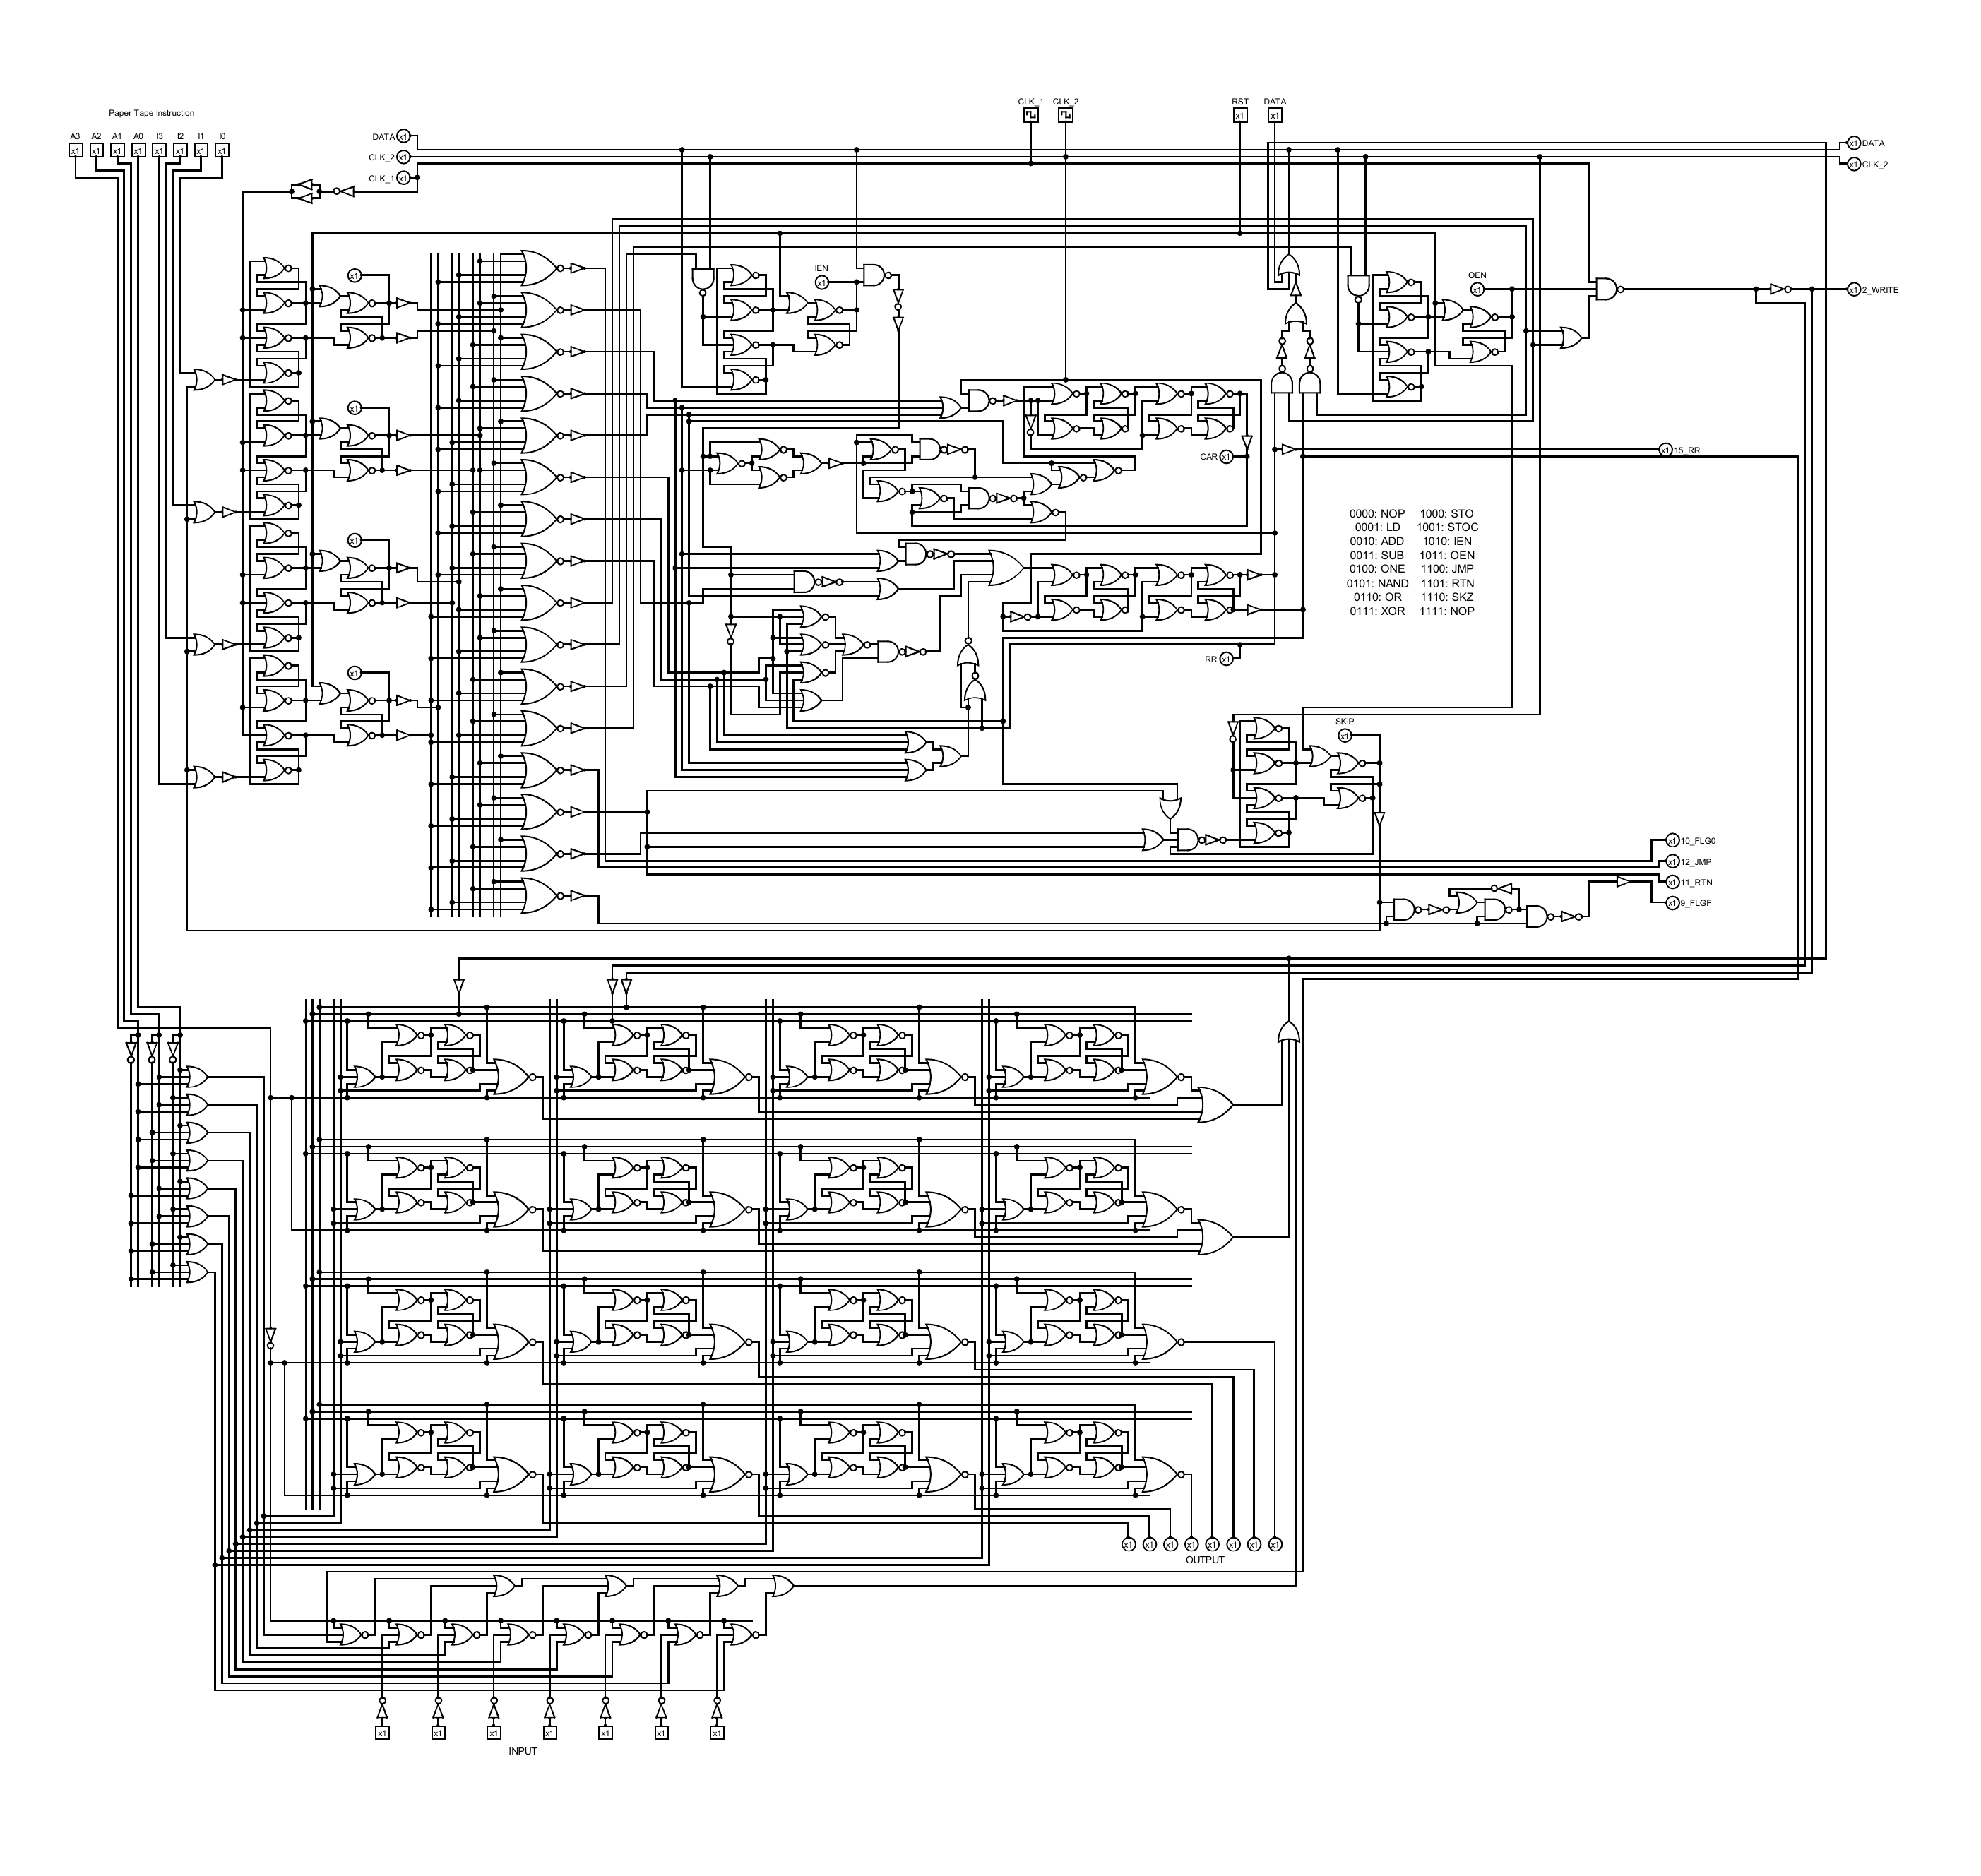 CLK_1 CLK_2 RST DATA
x1 x1
Paper Tape Instruction
A3 A2 A1 A0 I3 I2 I1 I0
x1 x1 x1 x1 x1 x1 x1 x1
DATA x1
x1 DATA
CLK_2 x1
x1 CLK_2
CLK_1 x1
x1
IEN
x1
OEN
x1
x1 2_WRITE
x1
CAR x1
x1 15_RR
0000: NOP 1000: STO
0001: LD 1001: STOC
0010: ADD 1010: IEN
0011: SUB 1011: OEN
0100: ONE 1100: JMP
0101: NAND 1101: RTN
0110: OR 1110: SKZ
0111: XOR 1111: NOP
x1
RR x1
x1
SKIP
x1
x1 10_FLG0
x1 12_JMP
x1 11_RTN
x1 9_FLGF
x1 x1 x1 x1 x1 x1 x1 x1
OUTPUT
x1 x1 x1 x1 x1 x1 x1
INPUT